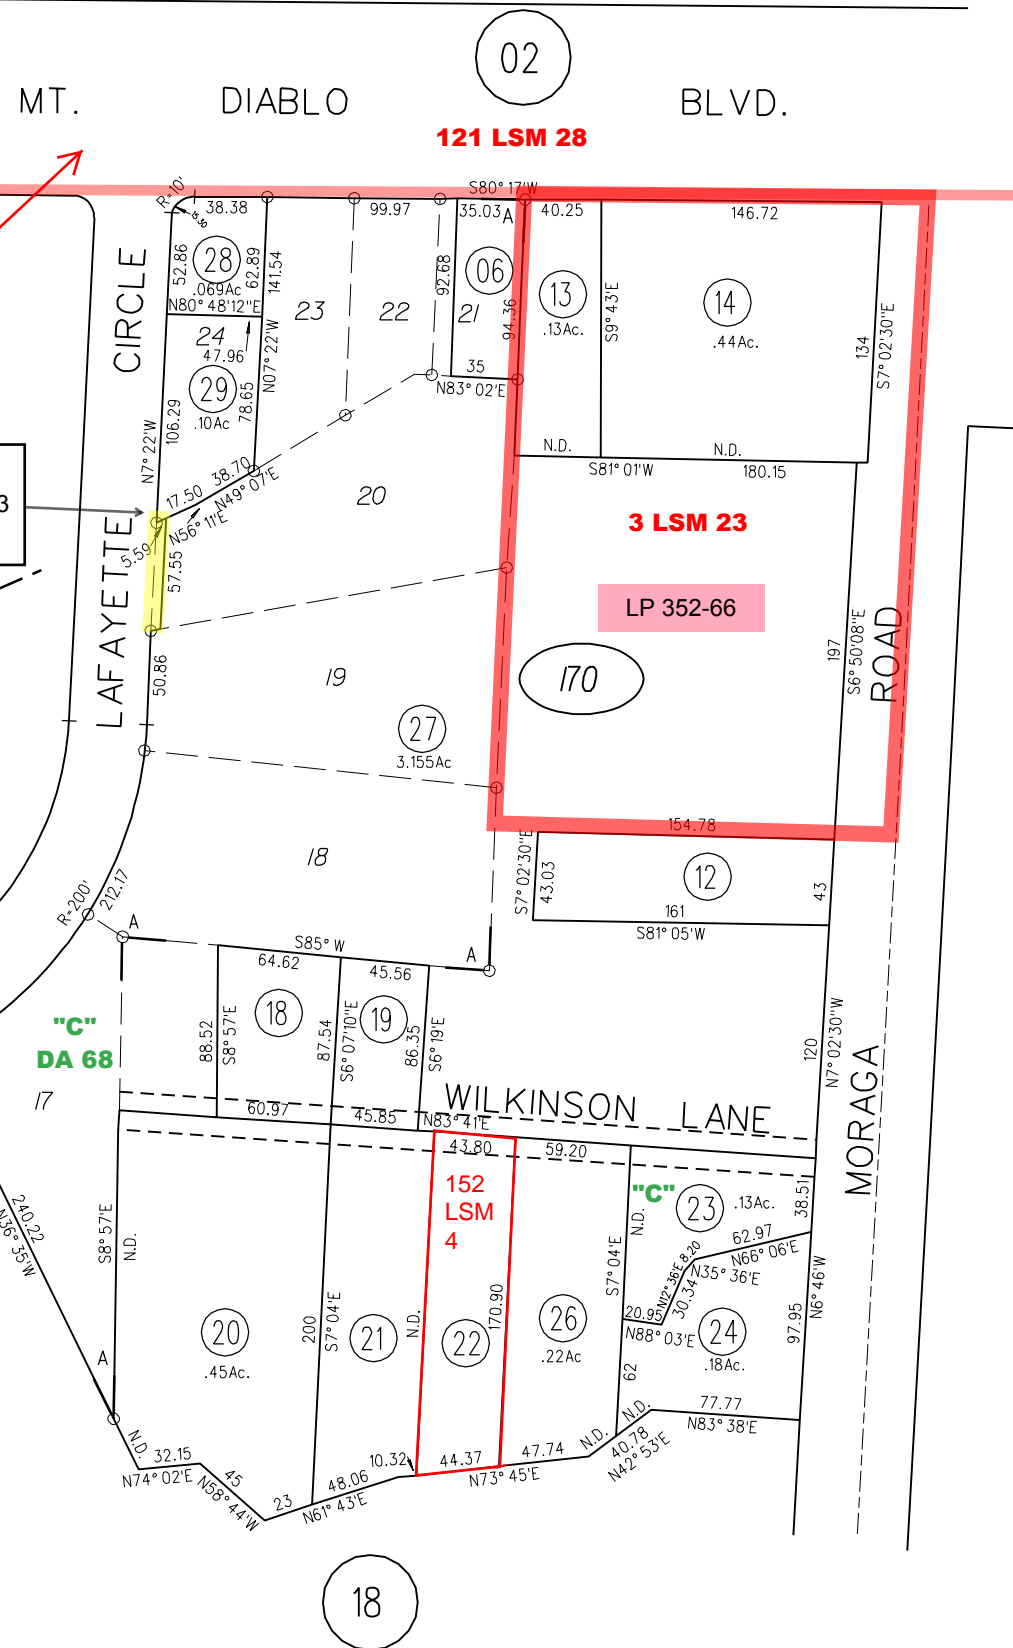 02
MT. DIABLO BLVD.
121 LSM 28
S80° 17'W
R=10'
15.30
38.38
99.97
35.03
A
40.25
146.72
52.86
28
.069Ac
62.89
141.54
N80° 48'12"E
23
22
92.68
06
21
94.36
13
.13Ac.
S9° 43'E
14
.44Ac.
134
S7° 02'30"E
CIRCLE
24
47.96
29
.10Ac
78.65
N07° 22'W
35
N83° 02'E
106.29
N7° 22'W
N.D.
S81° 01'W
N.D.
180.15
3
17.50
38.70
N49° 07'E
N56° 11'E
5.59
57.55
20
3 LSM 23
LP 352-66
LAFAYETTE
50.86
19
170
197
S6° 50'08"E
ROAD
27
3.155Ac
154.78
18
S7° 02'30"E
43.03
12
43
161
S81° 05'W
R=200'
212.17
A
S85° W
A
64.62
45.56
18
19
88.52
S8° 57'E
87.54
S6° 07'10"E
86.35
S6° 19'E
"C"
DA 68
17
120
N7° 02'30"W
MORAGA
WILKINSON LANE
60.97
45.85
N83° 41'E
43.80
59.20
152
LSM
4
"C"
23
.13Ac.
38.51
240.22
N36° 35'W
S8° 57'E
N.D.
N.D.
S7° 04'E
62.97
N66° 06'E
8.20
N35° 36'E
N12° 36'E
30.34
20.95
N88° 03'E
24
.18Ac.
97.95
N6° 46'W
20
.45Ac.
200
S7° 04'E
21
N.D.
22
170.90
26
.22Ac
62
A
77.77
N83° 38'E
N.D.
N.D.
40.78
N42° 53'E
N.D.
32.15
N74° 02'E
45
N58° 44'W
23
48.06
N61° 43'E
10.32
44.37
47.74
N73° 45'E
18